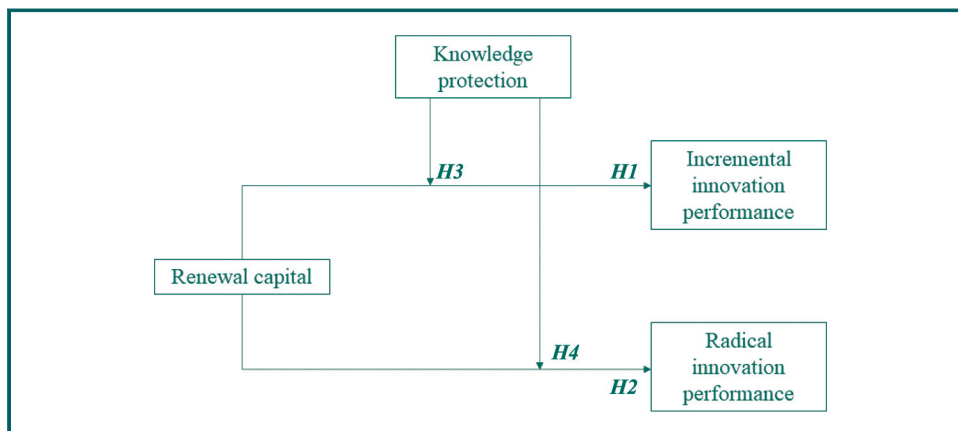 Knowledge
protection
H3
H1
Incremental
innovation
performance
Renewal capital
H4
H2
Radical
innovation
performance